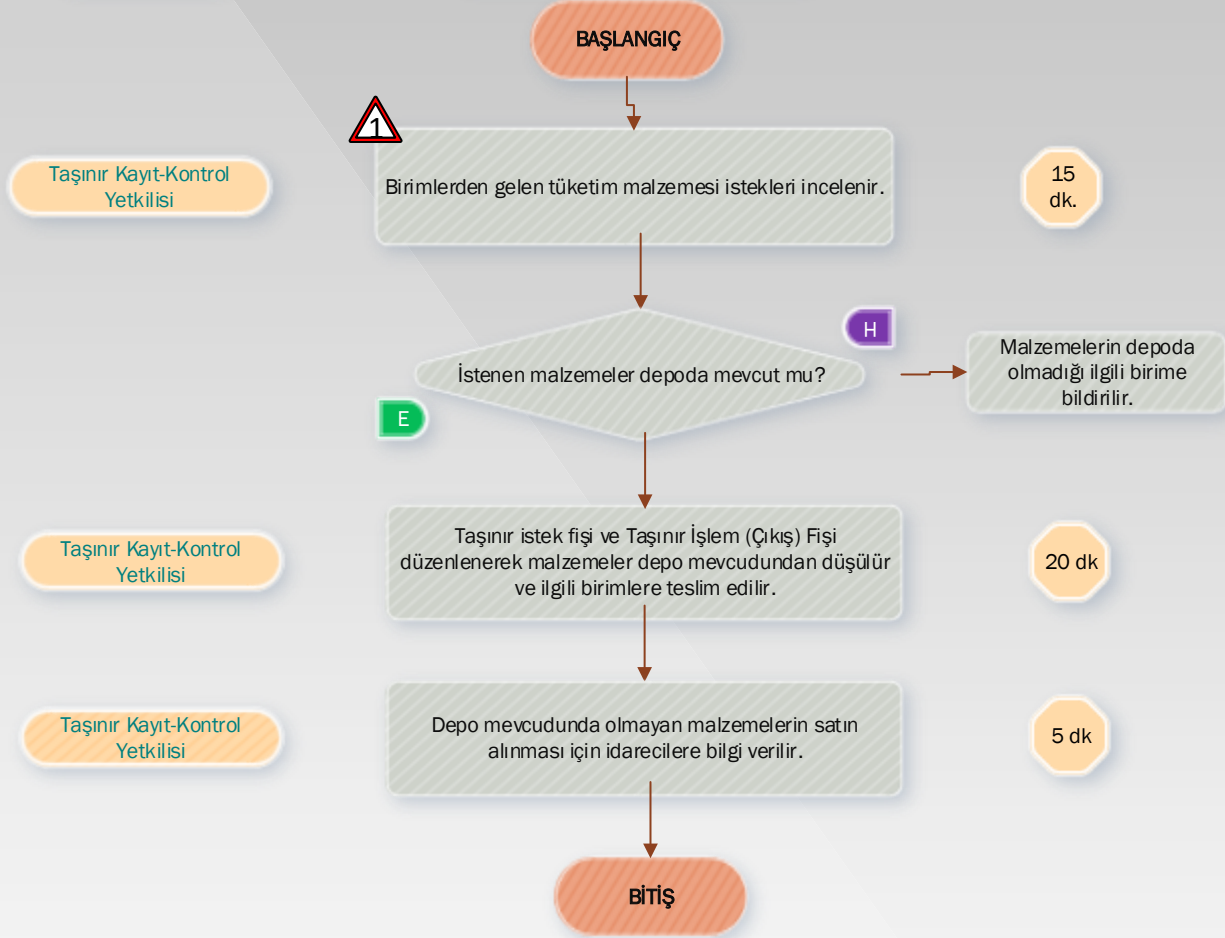 BAŞLANGIÇ
1
Taşınır Kayıt-Kontrol
Yetkilisi
Birimlerden gelen tüketim malzemesi istekleri incelenir.
15
dk.
H
İstenen malzemeler depoda mevcut mu?
Malzemelerin depoda
olmadığı ilgili birime
bildirilir.
E
Taşınır Kayıt-Kontrol
Yetkilisi
Taşınır istek fişi ve Taşınır İşlem (Çıkış) Fişi
düzenlenerek malzemeler depo mevcudundan düşülür
ve ilgili birimlere teslim edilir.
20 dk
Taşınır Kayıt-Kontrol
Yetkilisi
Depo mevcudunda olmayan malzemelerin satın
alınması için idarecilere bilgi verilir.
5 dk
BİTİŞ